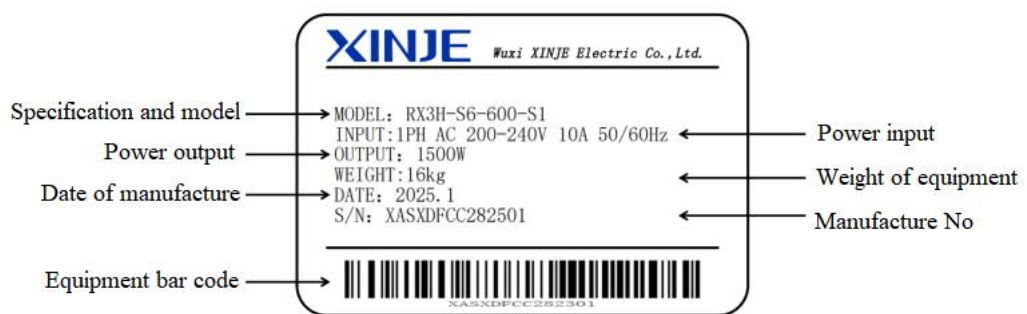 XINJE Wuxi XINJE Electric Co.,Ltd.
Specification and model
MODEL: RX3H-S6-600-S1
INPUT:1PH AC 200-240V 10A 50/60Hz
Power input
Power output
OUTPUT: 1500W
WEIGHT:16kg
Weight of equipment
Date of manufacture
DATE: 2025.1
S/N: XASXDFCC282501
Manufacture No
Equipment bar code
XASXDFCC282301